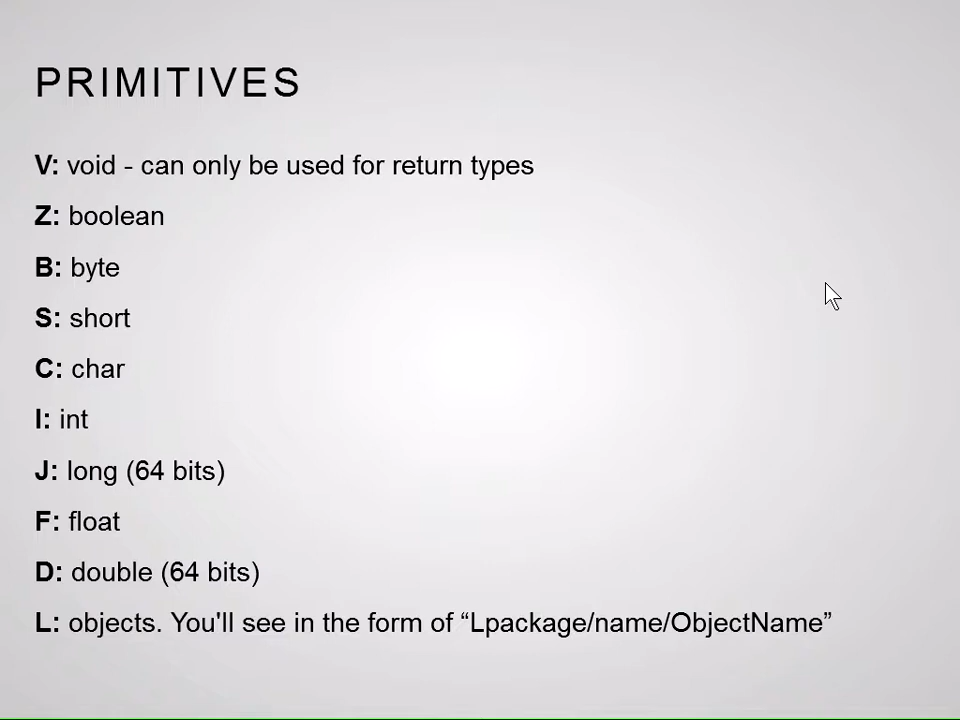 PRIMITIVES
V: void - can only be used for return types
Z: boolean
B: byte
S: short
C: char
I: int
J: long (64 bits)
F: float
D: double (64 bits)
L: objects. You'll see in the form of “Lpackage/name/ObjectName”